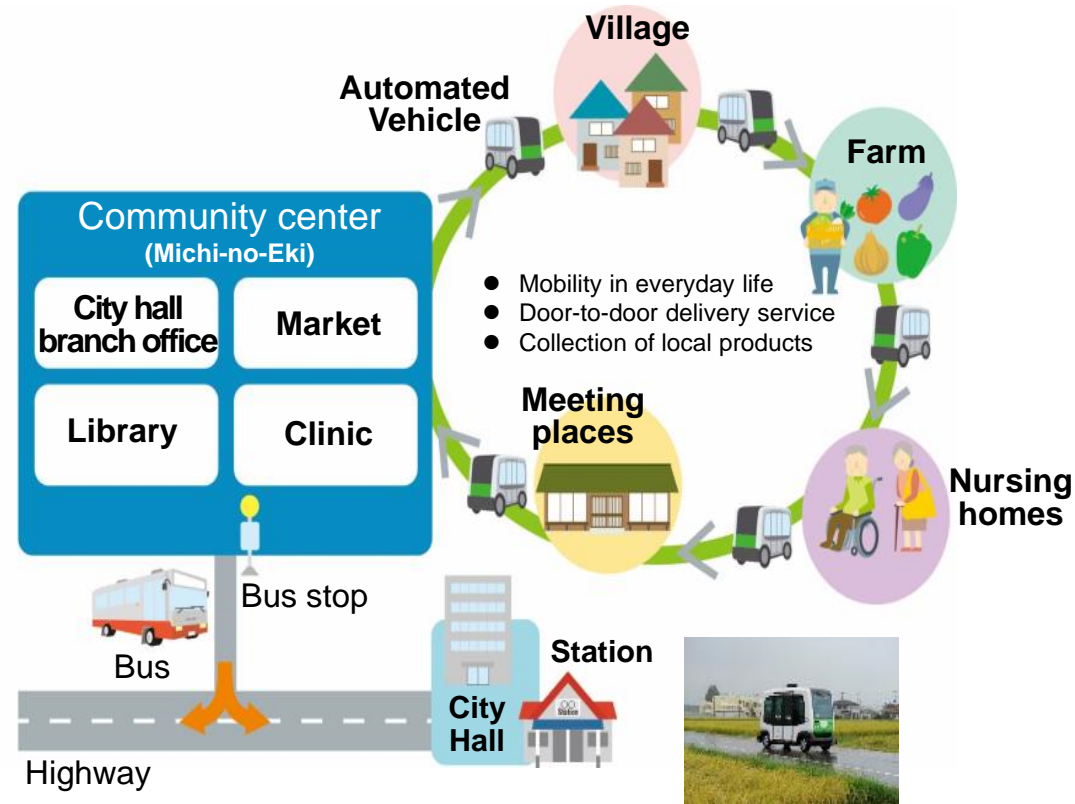 Village
Automated
Vehicle
Farm
Community center
(Michi-no-Eki)
City hall
branch office
Market
Library
Clinic
● Mobility in everyday life
● Door-to-door delivery service
● Collection of local products
Meeting
places
Nursing
homes
Bus stop
Bus
Station
City
Hall
Station
Highway